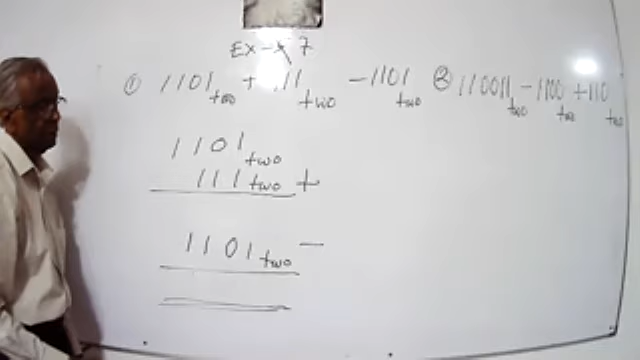 Ex - 7
① 1101two + 111two - 1101two ② 110011two - 1100two + 110two
1101two
111two +
1101two -